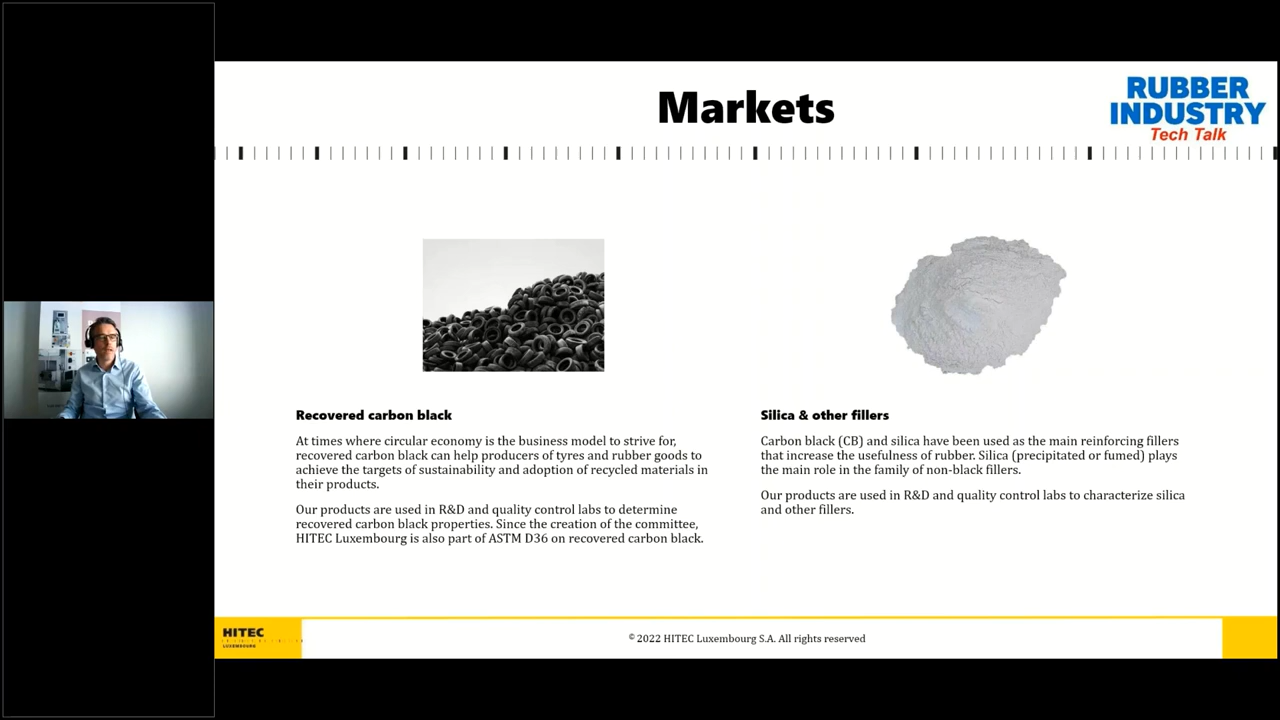 Markets
RUBBER
INDUSTRY
Tech Talk
Recovered carbon black
At times where circular economy is the business model to strive for,
recovered carbon black can help producers of tyres and rubber goods to
achieve the targets of sustainability and adoption of recycled materials in
their products.
Our products are used in R&D and quality control labs to determine
recovered carbon black properties. Since the creation of the committee,
HITEC Luxembourg is also part of ASTM D36 on recovered carbon black.
Silica & other fillers
Carbon black (CB) and silica have been used as the main reinforcing fillers
that increase the usefulness of rubber. Silica (precipitated or fumed) plays
the main role in the family of non-black fillers.
Our products are used in R&D and quality control labs to characterize silica
and other fillers.
HITEC
LUXEMBOURG
© 2022 HITEC Luxembourg S.A. All rights reserved